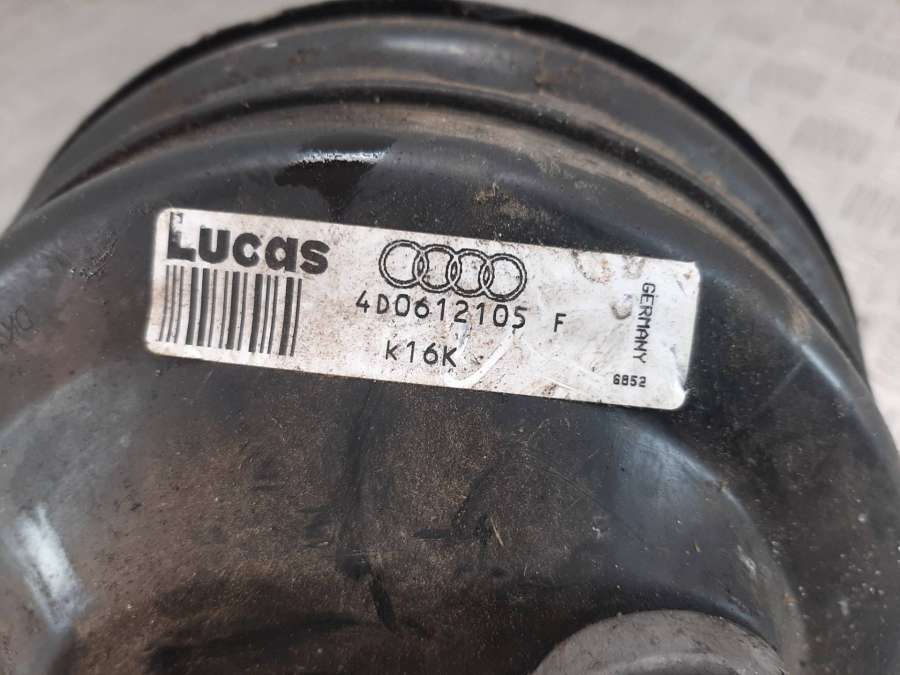 Lucas
4D0612105 F
K16K
GERMANY
6852